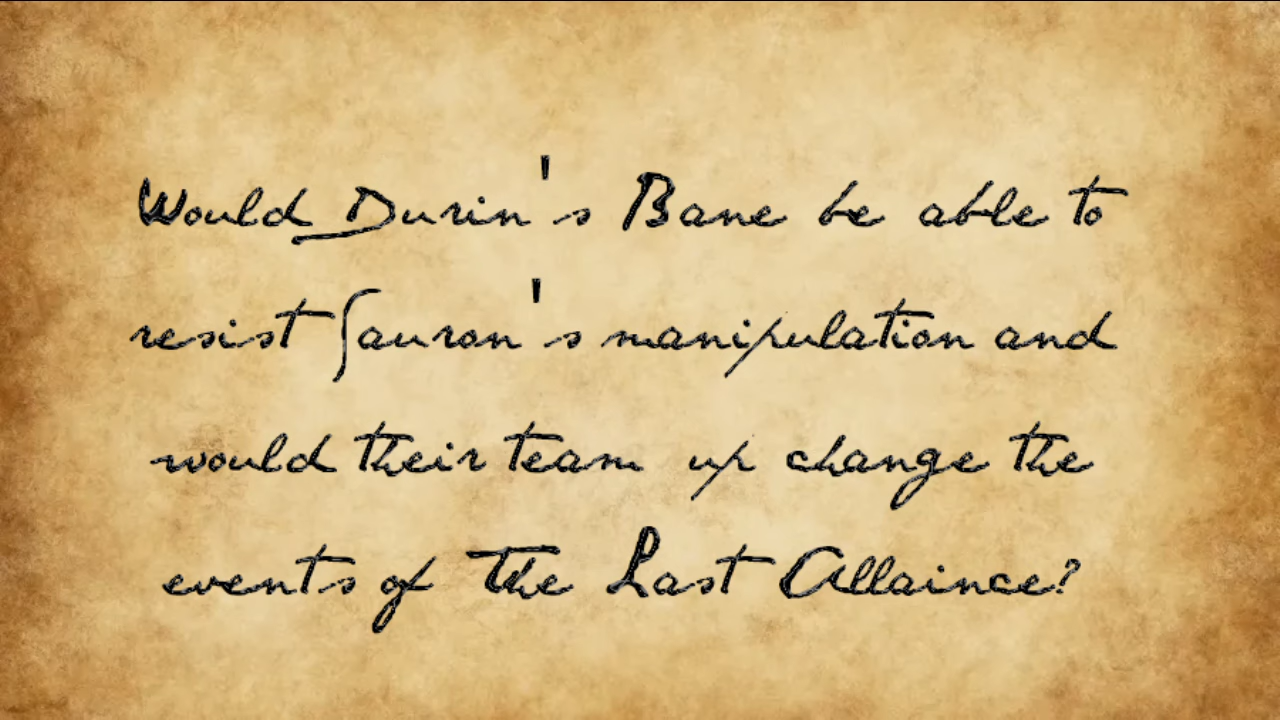 Would Durin's Bane be able to
resist Sauron's manipulation and
would their team up change the
events of The Last Allaince?